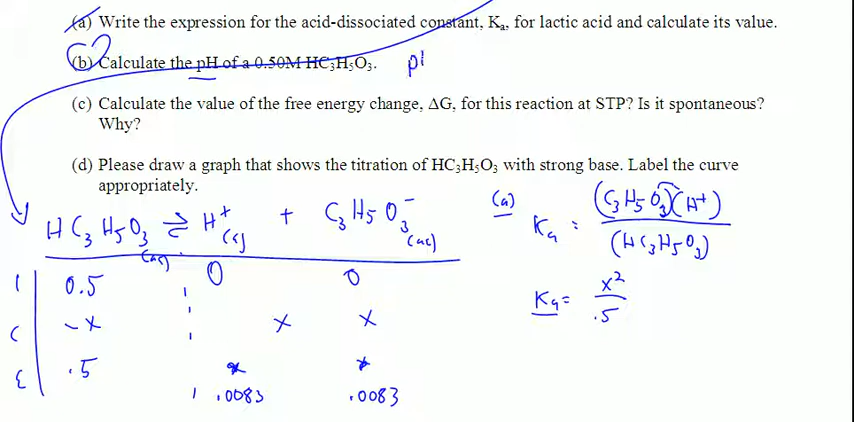 (a) Write the expression for the acid-dissociated constant, Kₐ, for lactic acid and calculate its value.
(b) Calculate the pH of a 0.50M HC₃H₅O₃. pH
(c) Calculate the value of the free energy change, ΔG, for this reaction at STP? Is it spontaneous?
Why?
(d) Please draw a graph that shows the titration of HC₃H₅O₃ with strong base. Label the curve
appropriately.
HC₃H₅O₃ (aq) ⇌ H⁺ (aq) + C₃H₅O₃⁻ (aq)
I 0.5 0 0
C -x x x
E .5 x x
.0083 .0083
(a) Kₐ = (C₃H₅O₃⁻)(H⁺) / (HC₃H₅O₃)
Kₐ = x² / .5